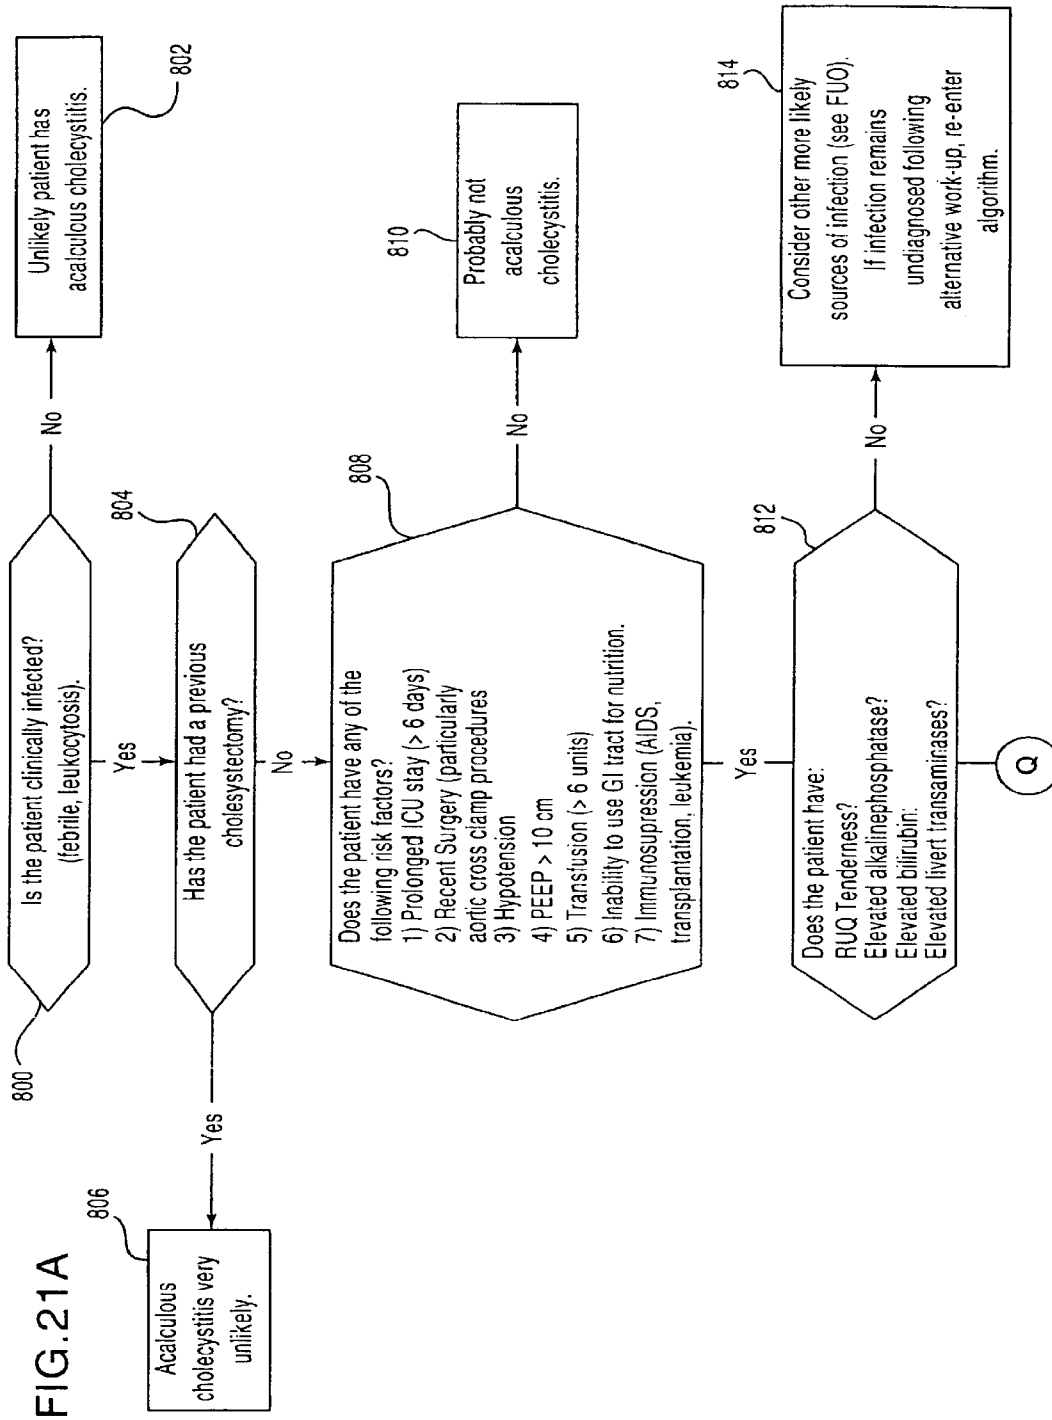 FIG.21A
800
Is the patient clinically infected?
(febrile, leukocytosis).
No
Unlikely patient has
acalculous cholecystitis.
802
Yes
804
Has the patient had a previous
cholesystectomy?
Yes
806
Acalculous
cholecystitis very
unlikely.
No
808
Does the patient have any of the
following risk factors?
1) Prolonged ICU stay (> 6 days)
2) Recent Surgery (particularly
aortic cross clamp procedures
3) Hypotension
4) PEEP > 10 cm
5) Transfusion (> 6 units)
6) Inability to use GI tract for nutrition.
7) Immunosupression (AIDS,
transplantation, leukemia).
No
810
Probably not
acalculous
cholecystitis.
Yes
812
Does the patient have:
RUQ Tenderness?
Elevated alkalinephosphatase?
Elevated bilirubin:
Elevated livert transaminases?
No
814
Consider other more likely
sources of infection (see FUO).
If infection remains
undiagnosed following
alternative work-up, re-enter
algorithm.
Q